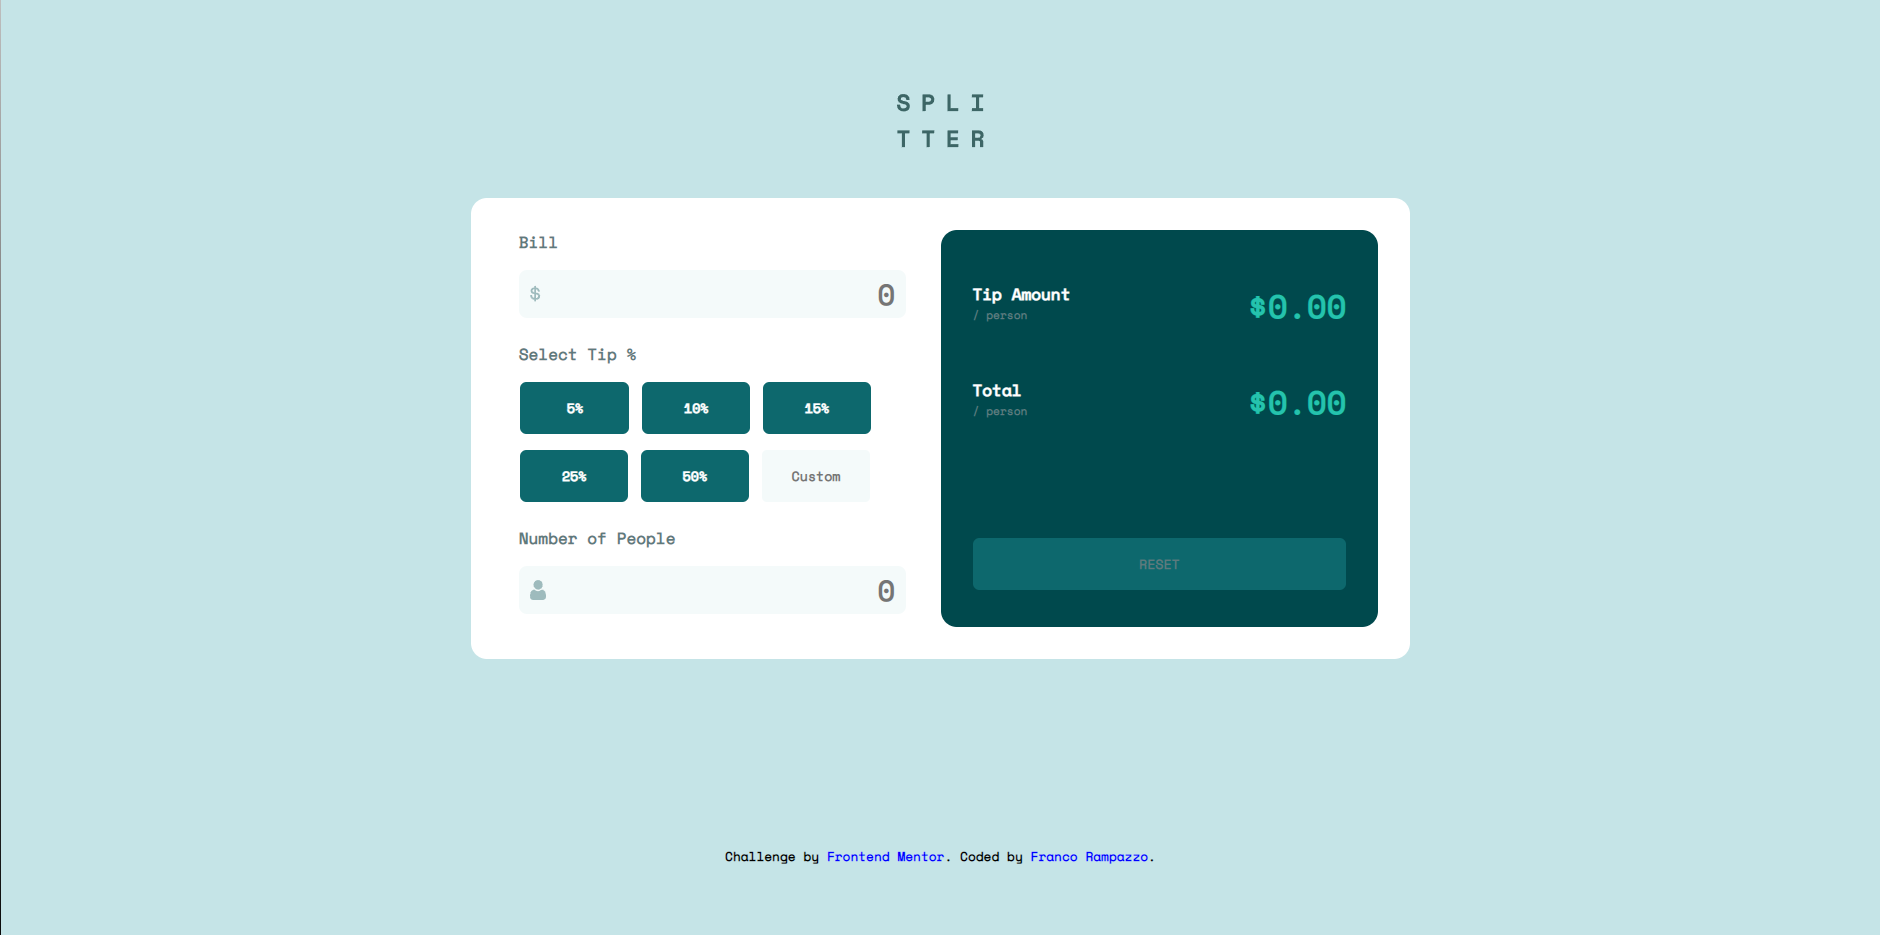 SPLI
TTER
Bill
$ 0
Select Tip %
5% 10% 15%
25% 50% Custom
Number of People
0
Tip Amount
/ person
$0.00
Total
/ person
$0.00
RESET
Challenge by Frontend Mentor. Coded by Franco Rampazzo.